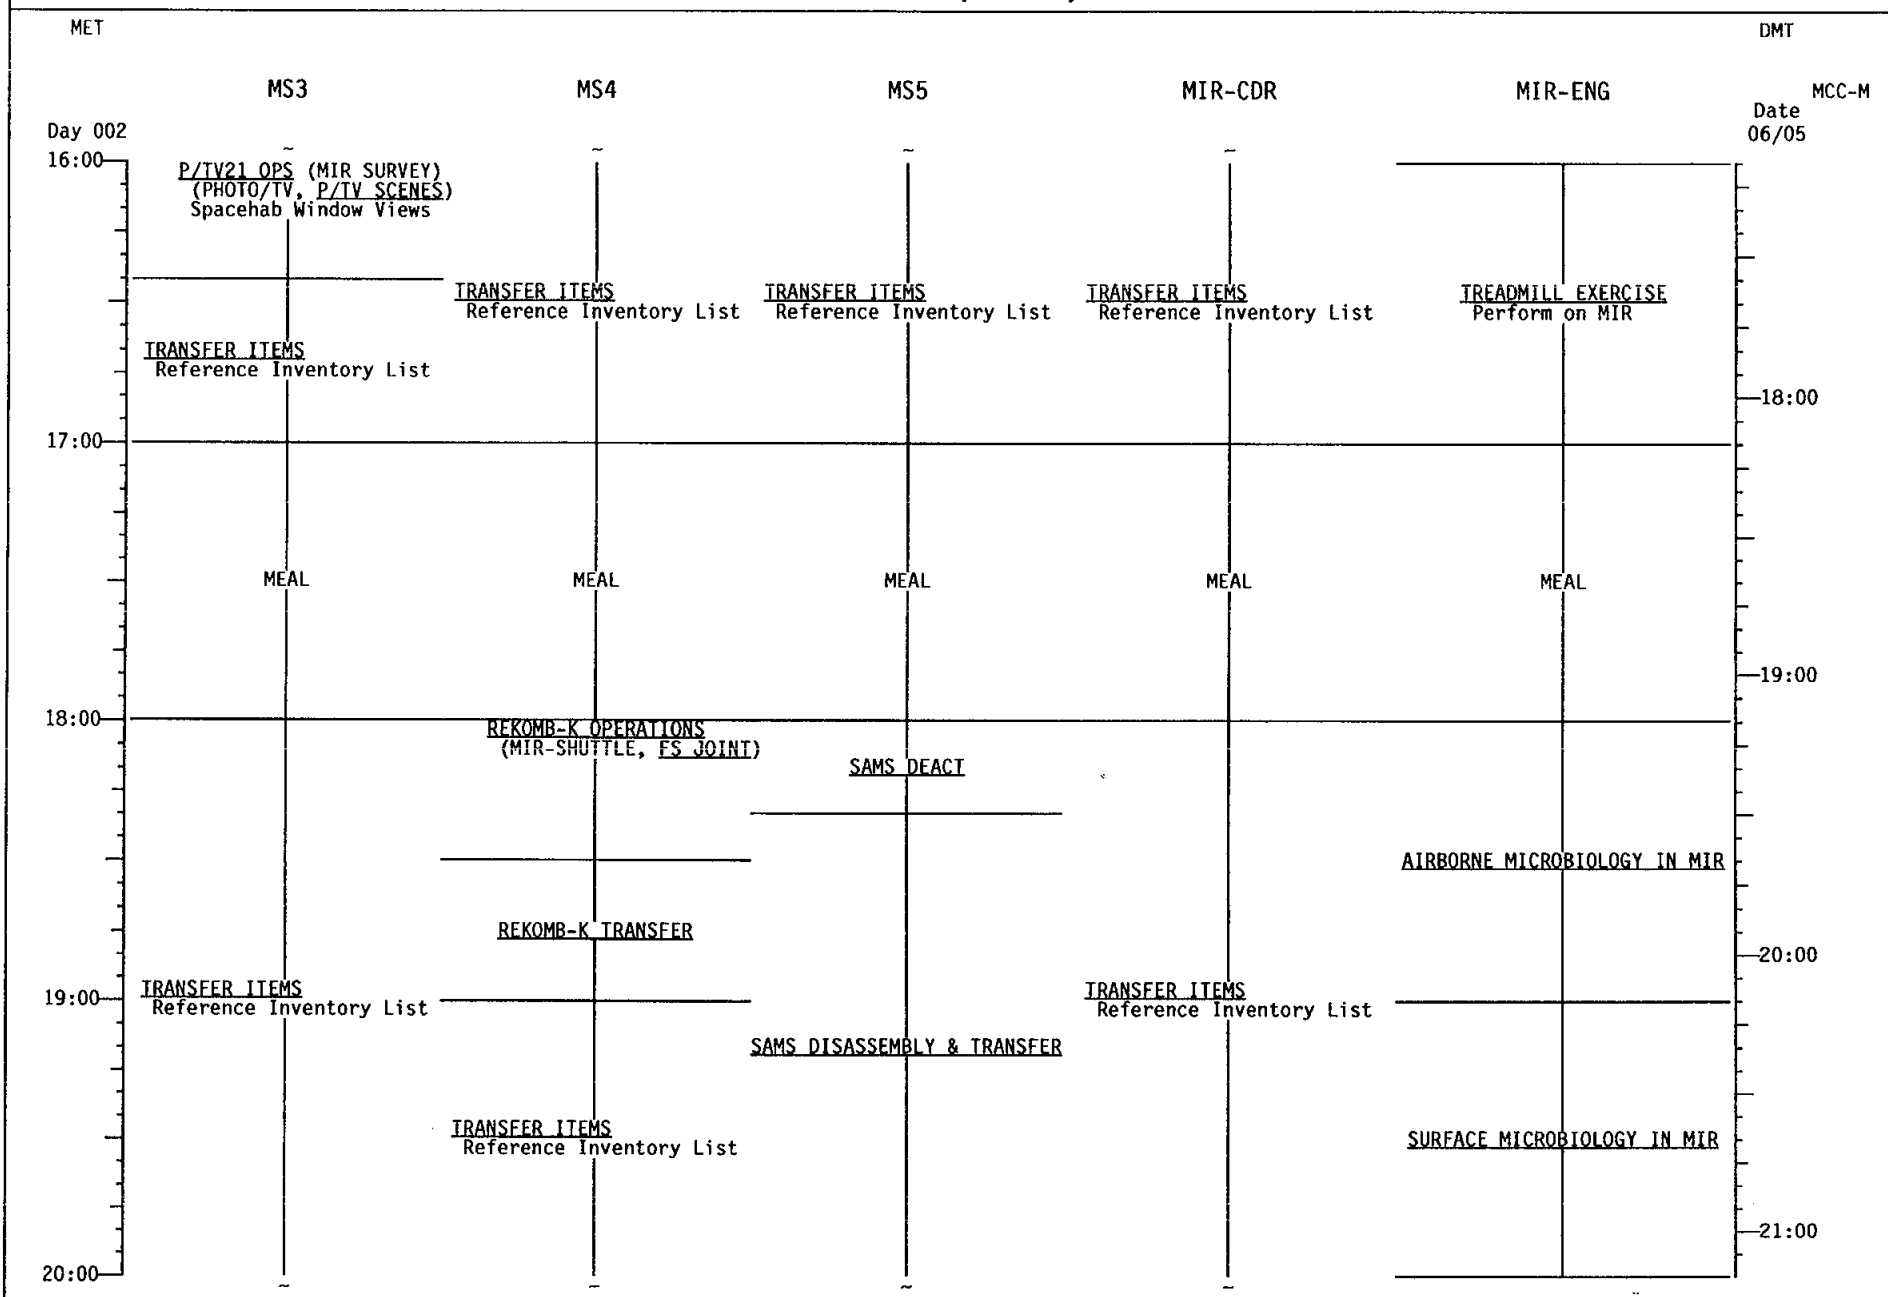 MET
DMT
MS3 MS4 MS5 MIR-CDR MIR-ENG MCC-M
Date
Day 002 06/05
16:00
P/TV21 OPS (MIR SURVEY)
(PHOTO/TV, P/TV SCENES)
Spacehab Window Views
TRANSFER ITEMS TRANSFER ITEMS TRANSFER ITEMS TREADMILL EXERCISE
Reference Inventory List Reference Inventory List Reference Inventory List Perform on MIR
TRANSFER ITEMS
Reference Inventory List
18:00
17:00
MEAL MEAL MEAL MEAL MEAL
19:00
18:00
REKOMB-K OPERATIONS
(MIR-SHUTTLE, FS JOINT)
SAMS DEACT
AIRBORNE MICROBIOLOGY IN MIR
REKOMB-K TRANSFER
20:00
19:00
TRANSFER ITEMS TRANSFER ITEMS
Reference Inventory List Reference Inventory List
SAMS DISASSEMBLY & TRANSFER
TRANSFER ITEMS
Reference Inventory List
SURFACE MICROBIOLOGY IN MIR
21:00
20:00